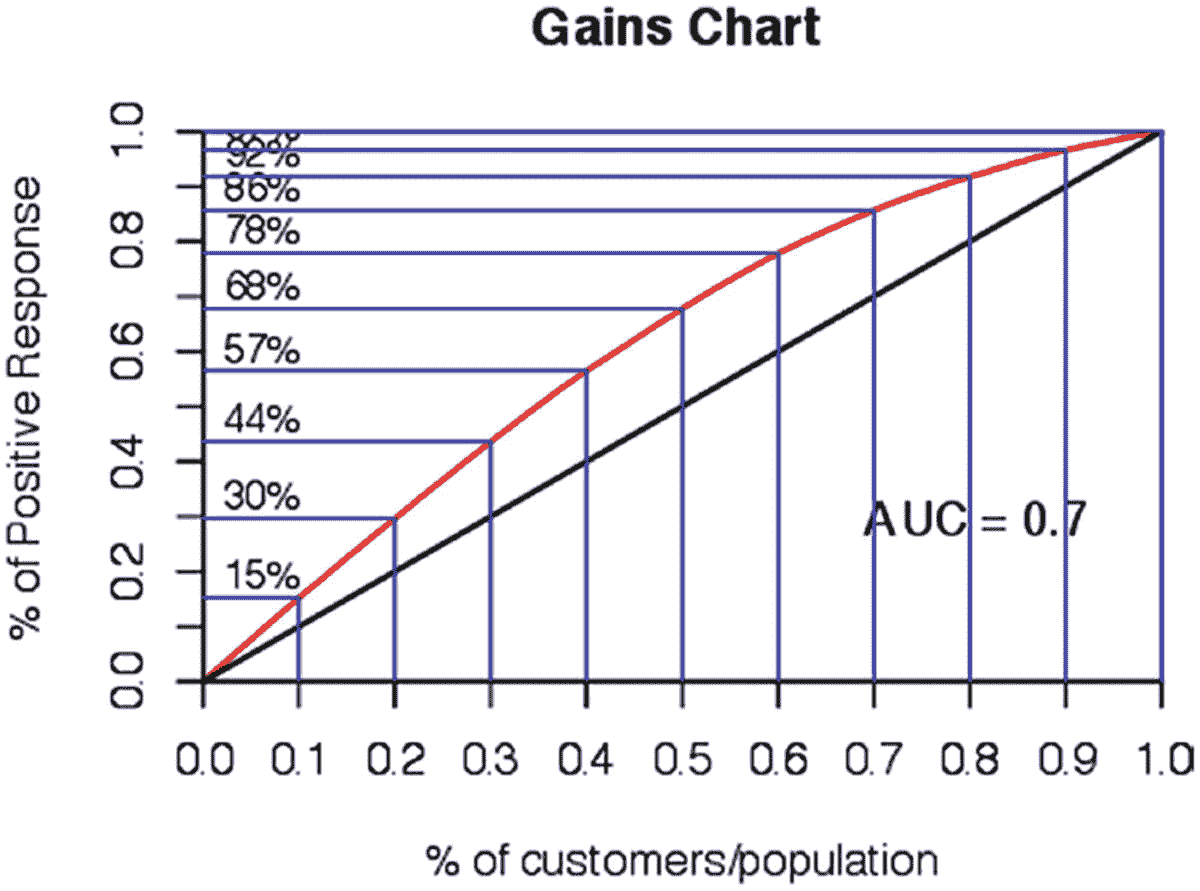 Gains Chart
% of Positive Response
1.0
0.8
0.6
0.4
0.2
0.0
92%
86%
78%
68%
57%
44%
30%
15%
AUC = 0.7
0.0 0.1 0.2 0.3 0.4 0.5 0.6 0.7 0.8 0.9 1.0
% of customers/population